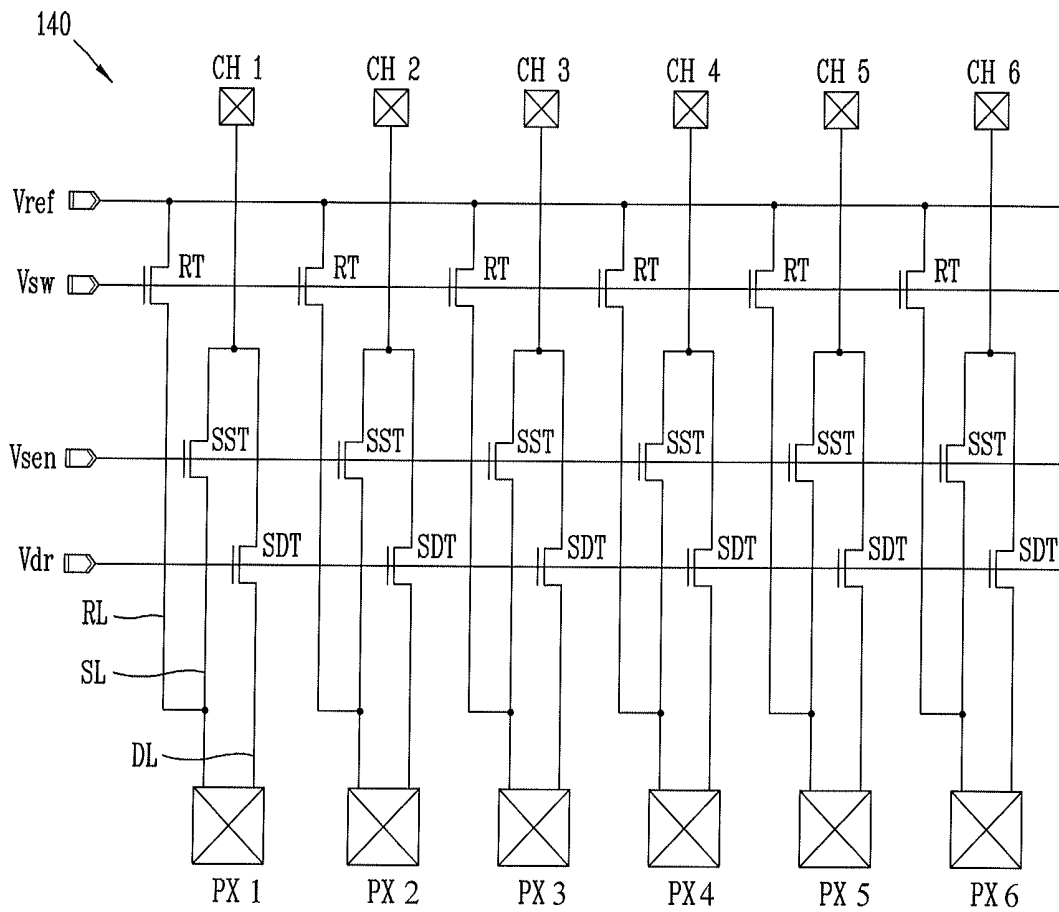 140
CH 1 CH 2 CH 3 CH 4 CH 5 CH 6
Vref
Vsw RT RT RT RT RT RT
Vsen SST SST SST SST SST SST
Vdr SDT SDT SDT SDT SDT SDT
RL
SL
DL
PX 1 PX 2 PX 3 PX 4 PX 5 PX 6